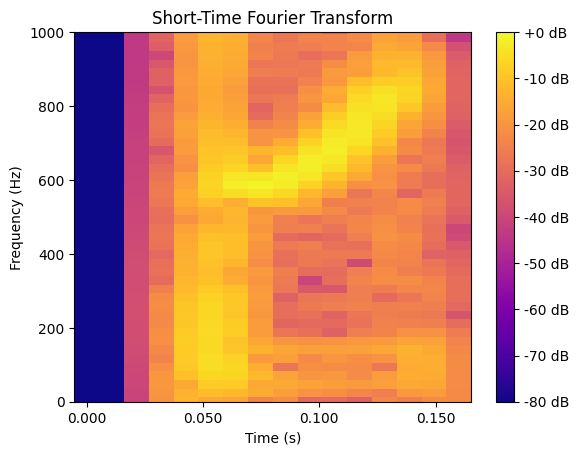 Short-Time Fourier Transform
1000
800
600
400
200
0
Frequency (Hz)
0.000
0.050
0.100
0.150
Time (s)
+0 dB
-10 dB
-20 dB
-30 dB
-40 dB
-50 dB
-60 dB
-70 dB
-80 dB